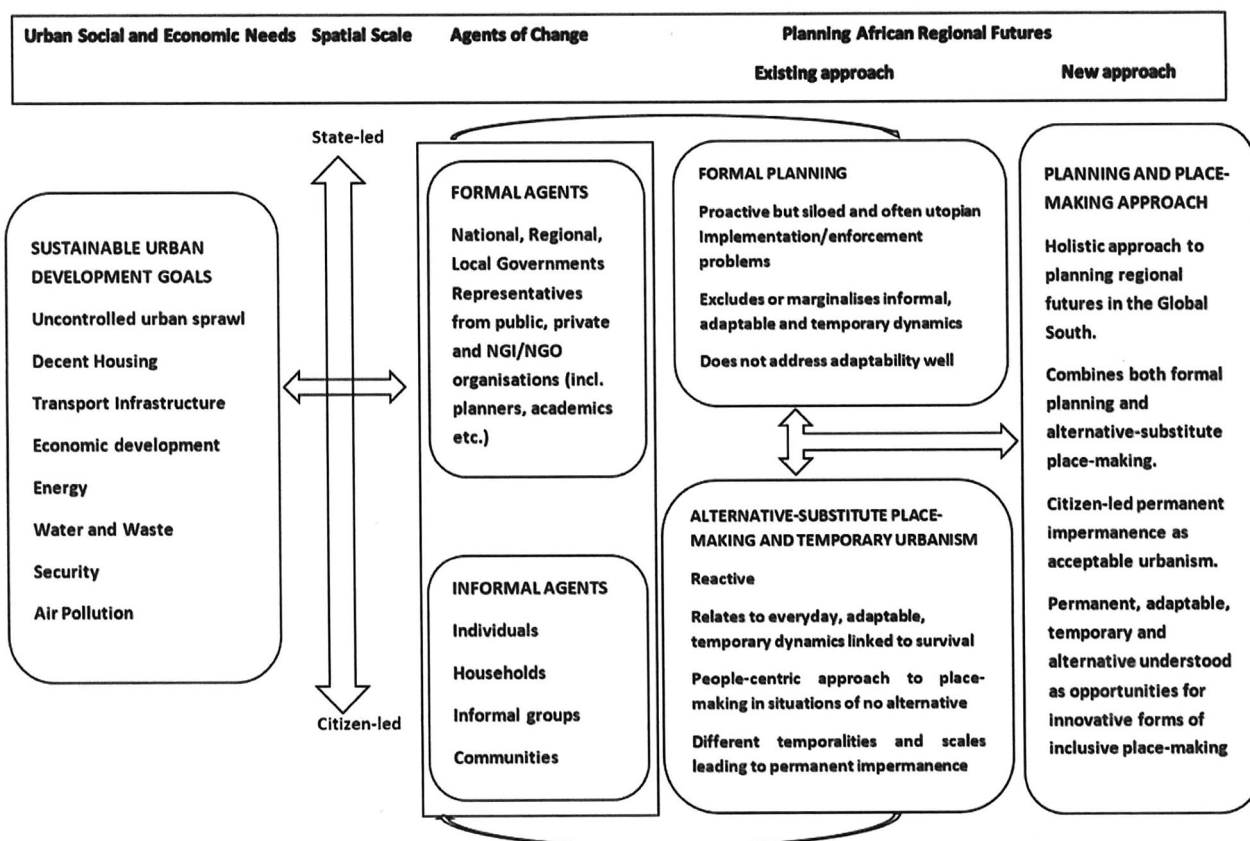 Urban Social and Economic Needs
Spatial Scale
Agents of Change
Planning African Regional Futures
Existing approach
New approach
State-led
Citizen-led
SUSTAINABLE URBAN
DEVELOPMENT GOALS
Uncontrolled urban sprawl
Decent Housing
Transport Infrastructure
Economic development
Energy
Water and Waste
Security
Air Pollution
FORMAL AGENTS
National, Regional,
Local Governments
Representatives
from public, private
and NGI/NGO
organisations (incl.
planners, academics
etc.)
INFORMAL AGENTS
Individuals
Households
Informal groups
Communities
FORMAL PLANNING
Proactive but siloed and often utopian
Implementation/enforcement
problems
Excludes or marginalises informal,
adaptable and temporary dynamics
Does not address adaptability well
ALTERNATIVE-SUBSTITUTE PLACE-
MAKING AND TEMPORARY URBANISM
Reactive
Relates to everyday, adaptable,
temporary dynamics linked to survival
People-centric approach to place-
making in situations of no alternative
Different temporalities and scales
leading to permanent impermanence
PLANNING AND PLACE-
MAKING APPROACH
Holistic approach to
planning regional
futures in the Global
South.
Combines both formal
planning and
alternative-substitute
place-making.
Citizen-led permanent
impermanence as
acceptable urbanism.
Permanent, adaptable,
temporary and
alternative understood
as opportunities for
innovative forms of
inclusive place-making